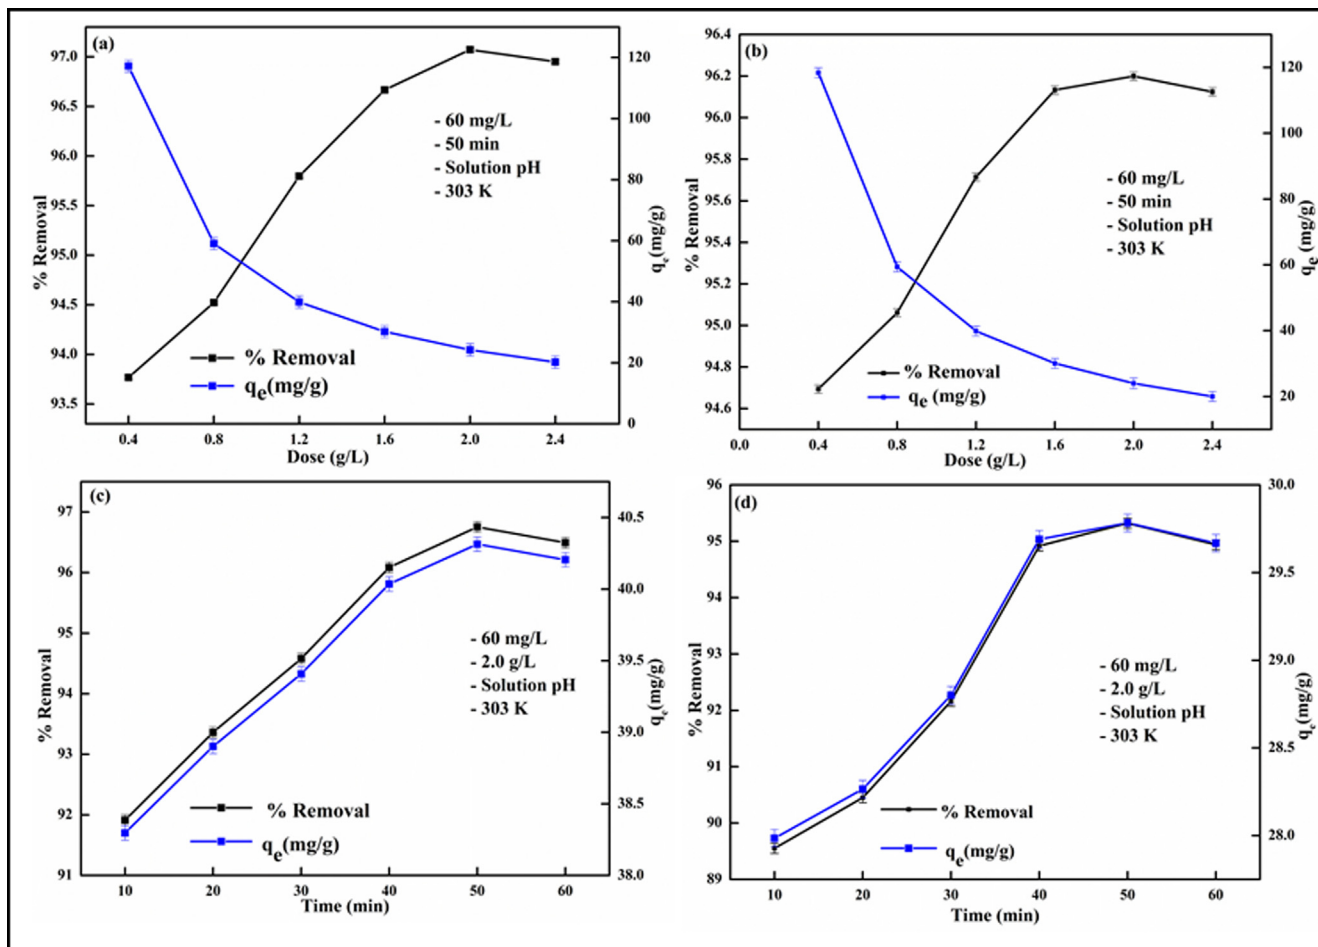 (a)
97.0
96.5
96.0
95.5
95.0
94.5
94.0
93.5
% Removal
120
100
80
60
40
20
0
qe(mg/g)
- 60 mg/L
- 50 min
- Solution pH
- 303 K
% Removal
qe(mg/g)
0.4 0.8 1.2 1.6 2.0 2.4
Dose (g/L)
(b)
96.4
96.2
96.0
95.8
95.6
95.4
95.2
95.0
94.8
94.6
% Removal
120
100
80
60
40
20
qe (mg/g)
- 60 mg/L
- 50 min
- Solution pH
- 303 K
% Removal
qe (mg/g)
0.0 0.4 0.8 1.2 1.6 2.0 2.4
Dose (g/L)
(c)
97
96
95
94
93
92
91
% Removal
40.5
40.0
39.5
39.0
38.5
38.0
qe(mg/g)
- 60 mg/L
- 2.0 g/L
- Solution pH
- 303 K
% Removal
qe(mg/g)
10 20 30 40 50 60
Time (min)
(d)
96
95
94
93
92
91
90
89
% Removal
30.0
29.5
29.0
28.5
28.0
qe(mg/g)
- 60 mg/L
- 2.0 g/L
- Solution pH
- 303 K
% Removal
qe(mg/g)
10 20 30 40 50 60
Time (min)